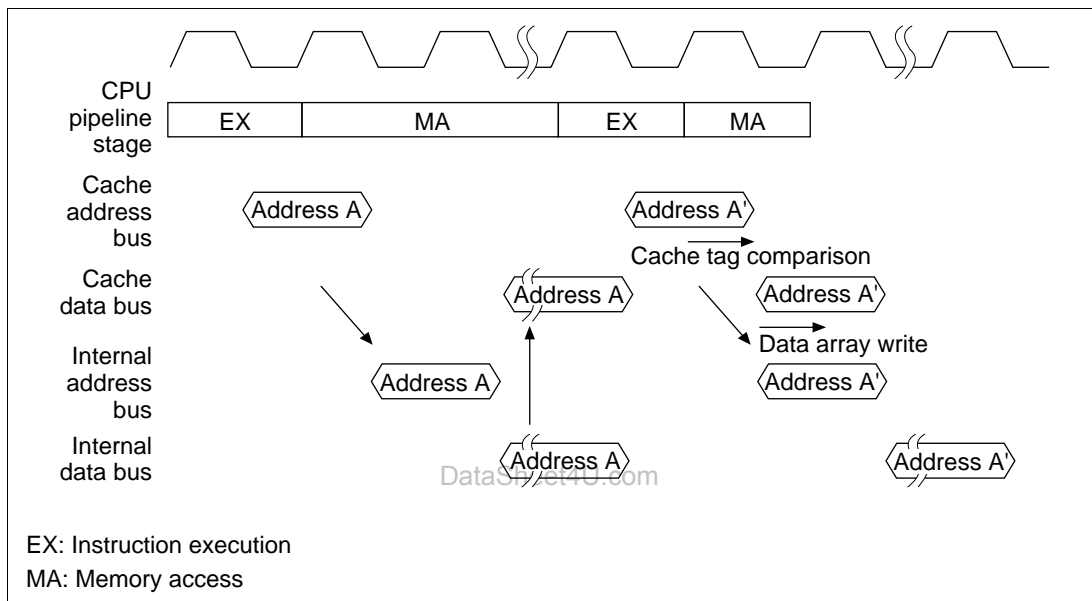 CPU
pipeline
stage
EX MA EX MA
Cache
address
bus
Address A Address A'
Cache tag comparison
Cache
data bus
Address A Address A'
Data array write
Internal
address
bus
Address A Address A'
Internal
data bus
Address A Address A'
DataSheet4U.com
EX: Instruction execution
MA: Memory access